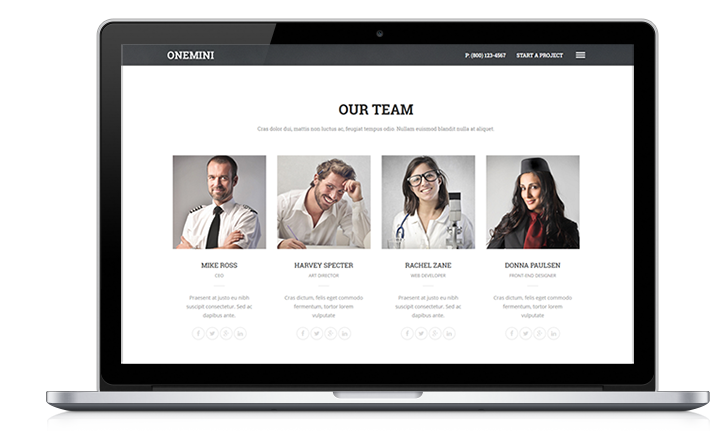 ONEMINI
P: (800) 123-4567 START A PROJECT
OUR TEAM
Cras dolor dui, mattis non luctus ac, feugiat tempus odio. Nullam euismod blandit nulla at aliquet
MIKE ROSS
CEO
Praesent at justo eu nibh
suscipit consectetur. Sed ac
dapibus ante.
HARVEY SPECTER
ART DIRECTOR
Cras dictum, felis eget commodo
fermentum, tortor lorem
vulputate
RACHEL ZANE
WEB DEVELOPER
Praesent at justo eu nibh
suscipit consectetur. Sed ac
dapibus ante.
DONNA PAULSEN
FRONT END DESIGNER
Cras dictum, felis eget commodo
fermentum, tortor lorem
vulputate